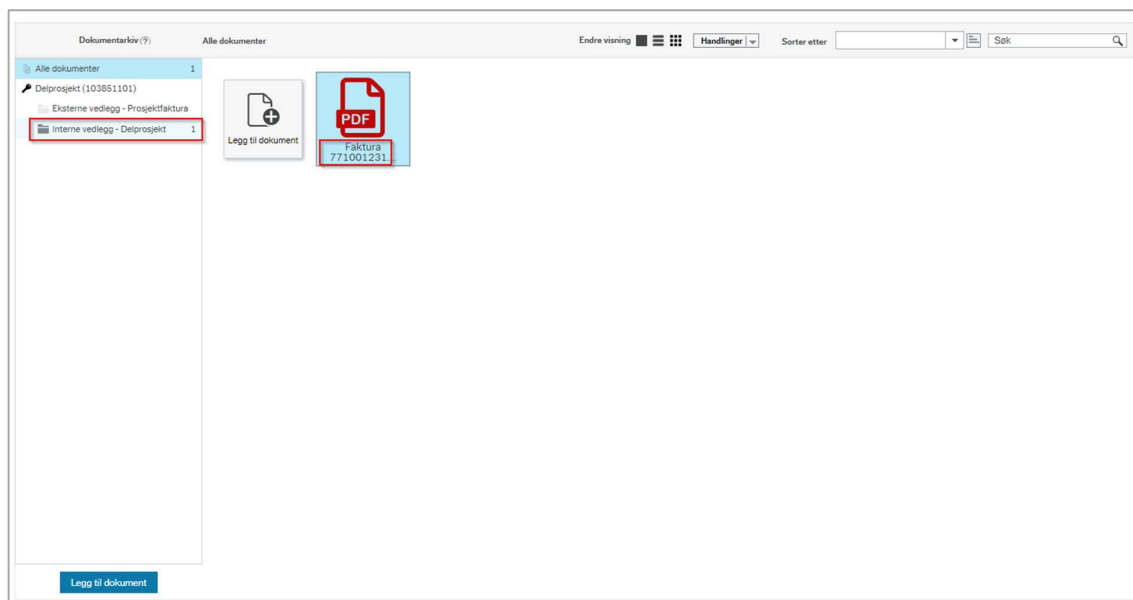 Dokumentarkiv (?)
Alle dokumenter
Endre visning
Handlinger
Sorter etter
Søk
Alle dokumenter 1
Delprosjekt (103851101)
Eksterne vedlegg - Prosjektfaktura
Interne vedlegg - Delprosjekt 1
Legg til dokument
PDF
Faktura
771001231...
Legg til dokument